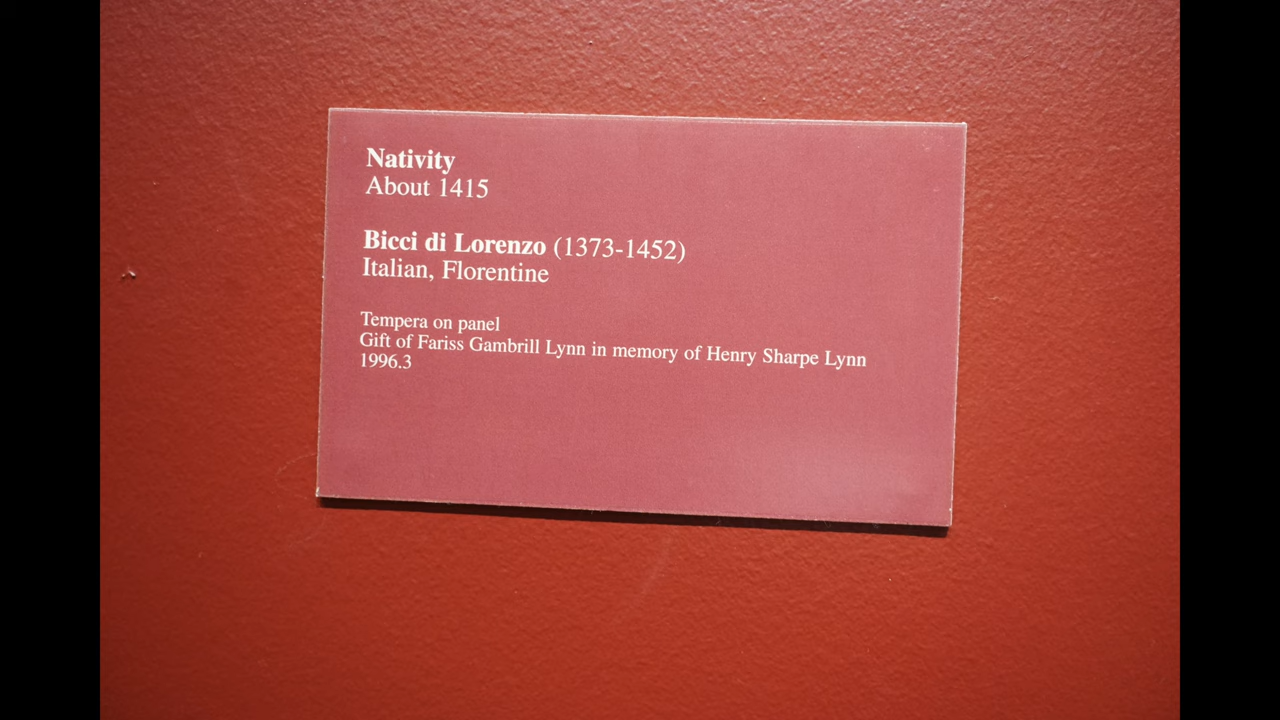 Nativity
About 1415
Bicci di Lorenzo (1373-1452)
Italian, Florentine
Tempera on panel
Gift of Fariss Gambrill Lynn in memory of Henry Sharpe Lynn
1996.3